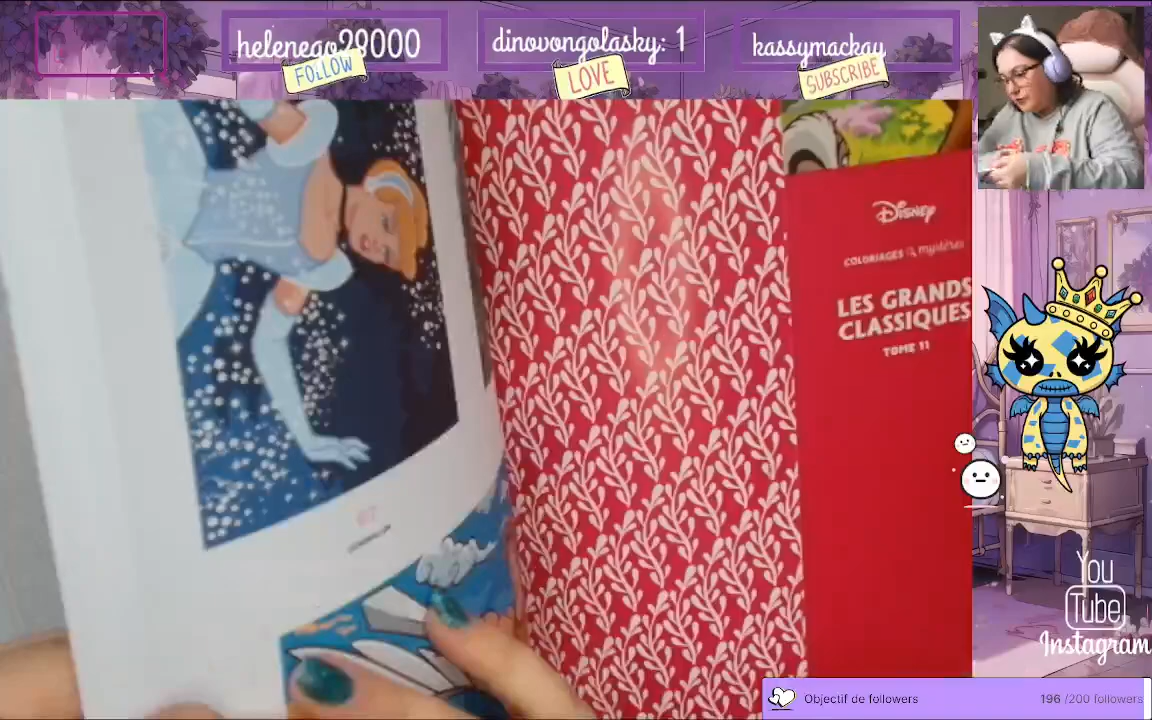 helenego29000
FOLLOW
dinovongolasky: 1
LOVE
kassymackay
SUBSCRIBE
Disney
COLORIAGES mystères
LES GRANDS
CLASSIQUES
TOME 11
You
Tube
Instagram
Objectif de followers
196 /200 followers